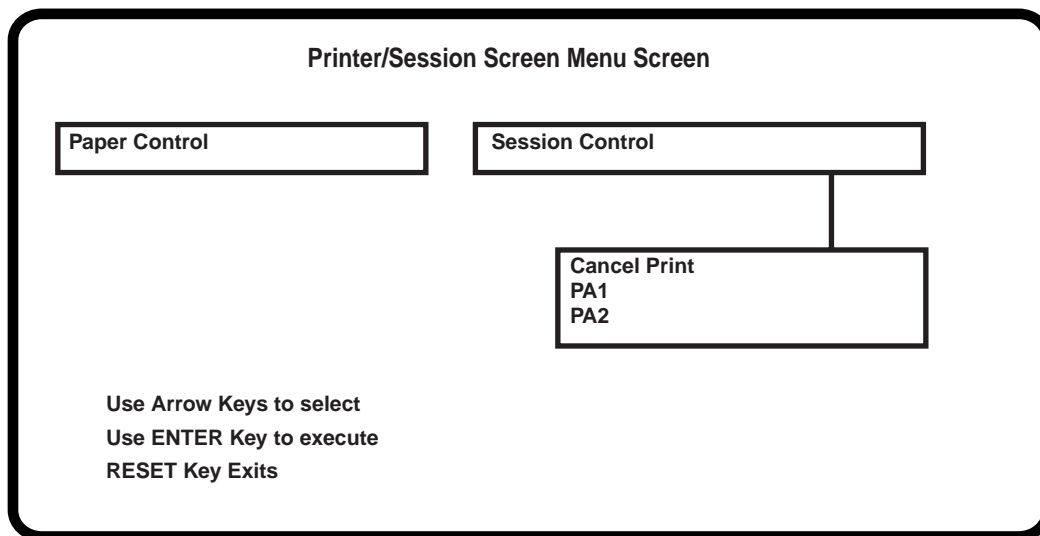 Printer/Session Screen Menu Screen
Paper Control
Session Control
Cancel Print
PA1
PA2
Use Arrow Keys to select
Use ENTER Key to execute
RESET Key Exits